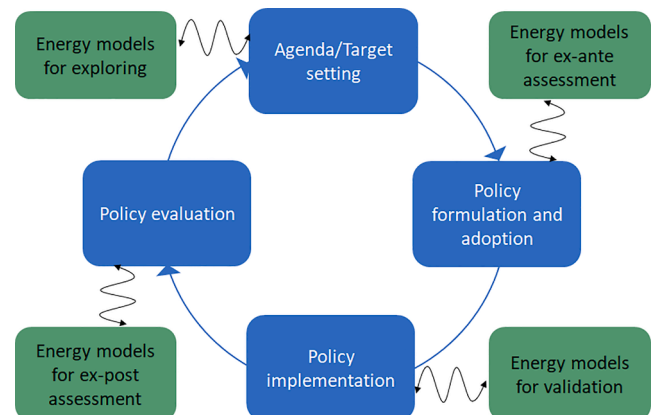 Energy models
for exploring
Agenda/Target
setting
Energy models
for ex-ante
assessment
Policy evaluation
Policy
formulation and
adoption
Energy models
for ex-post
assessment
Policy
implementation
Energy models
for validation